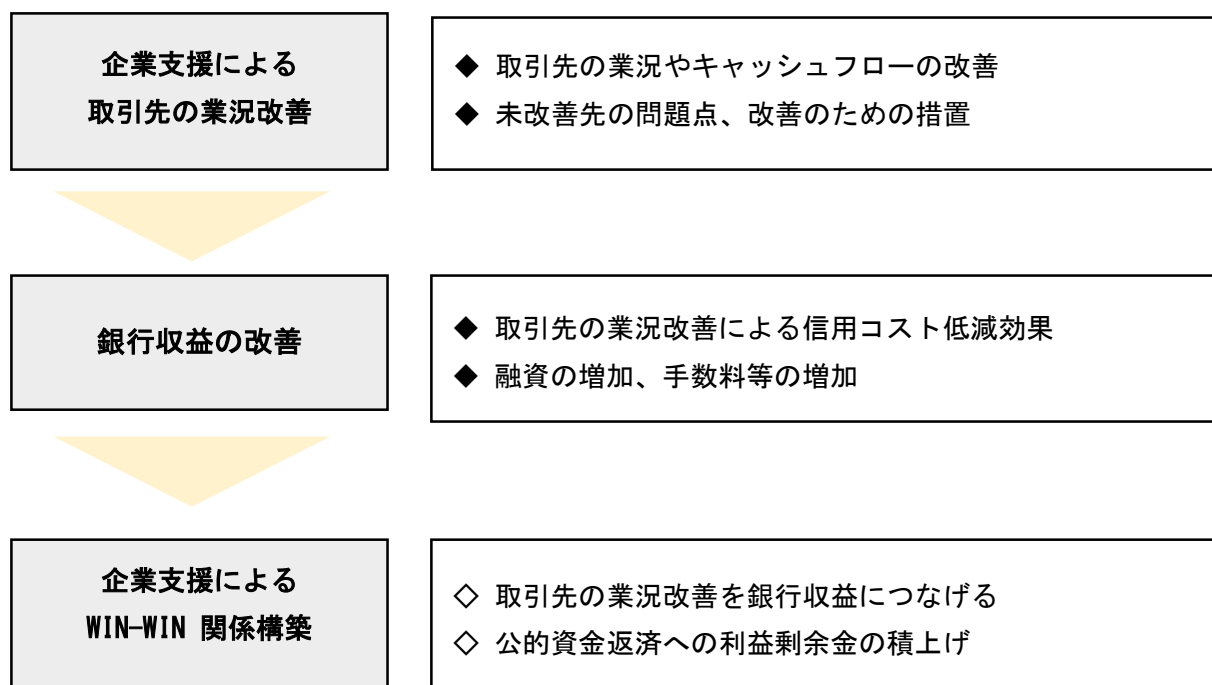 企業支援による
取引先の業況改善
◆ 取引先の業況やキャッシュフローの改善
◆ 未改善先の問題点、改善のための措置
銀行収益の改善
◆ 取引先の業況改善による信用コスト低減効果
◆ 融資の増加、手数料等の増加
企業支援による
WIN-WIN 関係構築
◇ 取引先の業況改善を銀行収益につなげる
◇ 公的資金返済への利益剰余金の積上げ